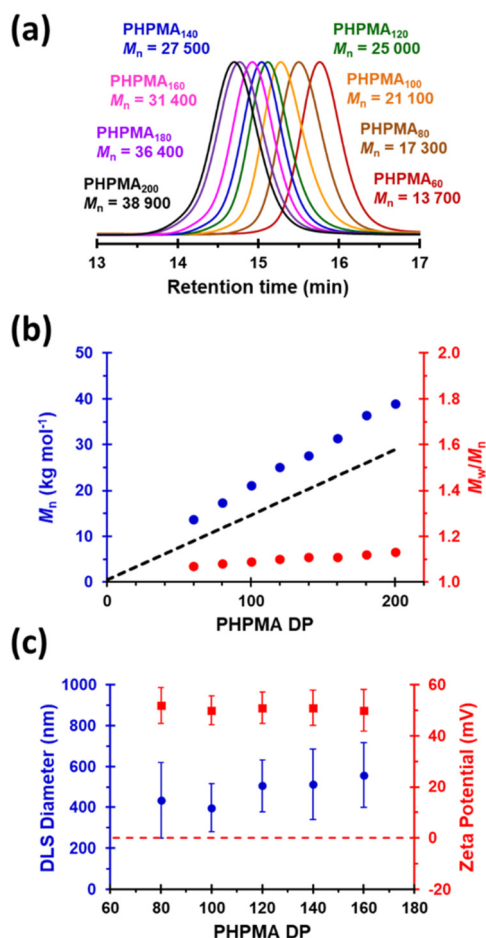 (a)
PHPMA₁₄₀
Mₙ = 27 500
PHPMA₁₂₀
Mₙ = 25 000
PHPMA₁₆₀
Mₙ = 31 400
PHPMA₁₀₀
Mₙ = 21 100
PHPMA₁₈₀
Mₙ = 36 400
PHPMA₈₀
Mₙ = 17 300
PHPMA₂₀₀
Mₙ = 38 900
PHPMA₆₀
Mₙ = 13 700
13 14 15 16 17
Retention time (min)
(b)
50 2.0
40 1.8
30 1.6
20 1.4
10 1.2
0 1.0
Mₙ (kg mol⁻¹)
M_w/Mₙ
0 100 200
PHPMA DP
(c)
1000 60
800 40
600
400 20
200 0
0 -20
DLS Diameter (nm)
Zeta Potential (mV)
60 80 100 120 140 160 180
PHPMA DP